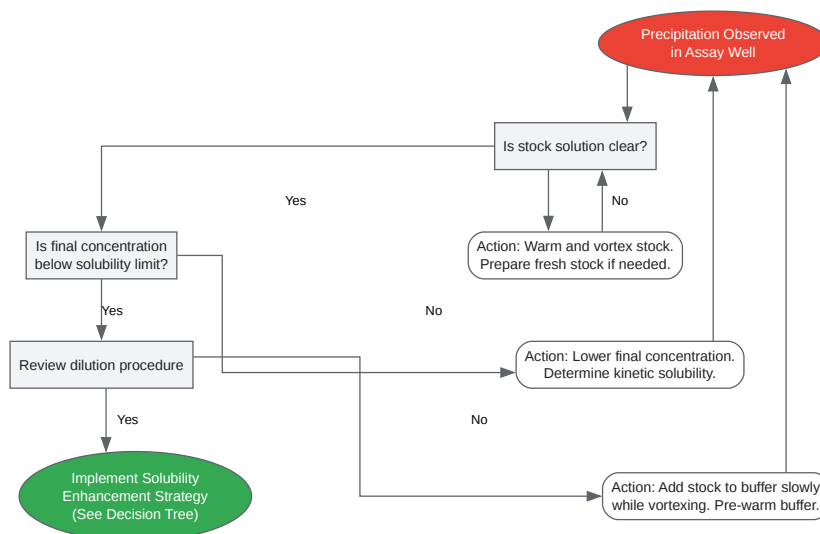 Precipitation Observed
in Assay Well
Is stock solution clear?
Yes
No
Is final concentration
below solubility limit?
Action: Warm and vortex stock.
Prepare fresh stock if needed.
Yes
No
Review dilution procedure
Action: Lower final concentration.
Determine kinetic solubility.
Yes
No
Implement Solubility
Enhancement Strategy
(See Decision Tree)
Action: Add stock to buffer slowly
while vortexing. Pre-warm buffer.